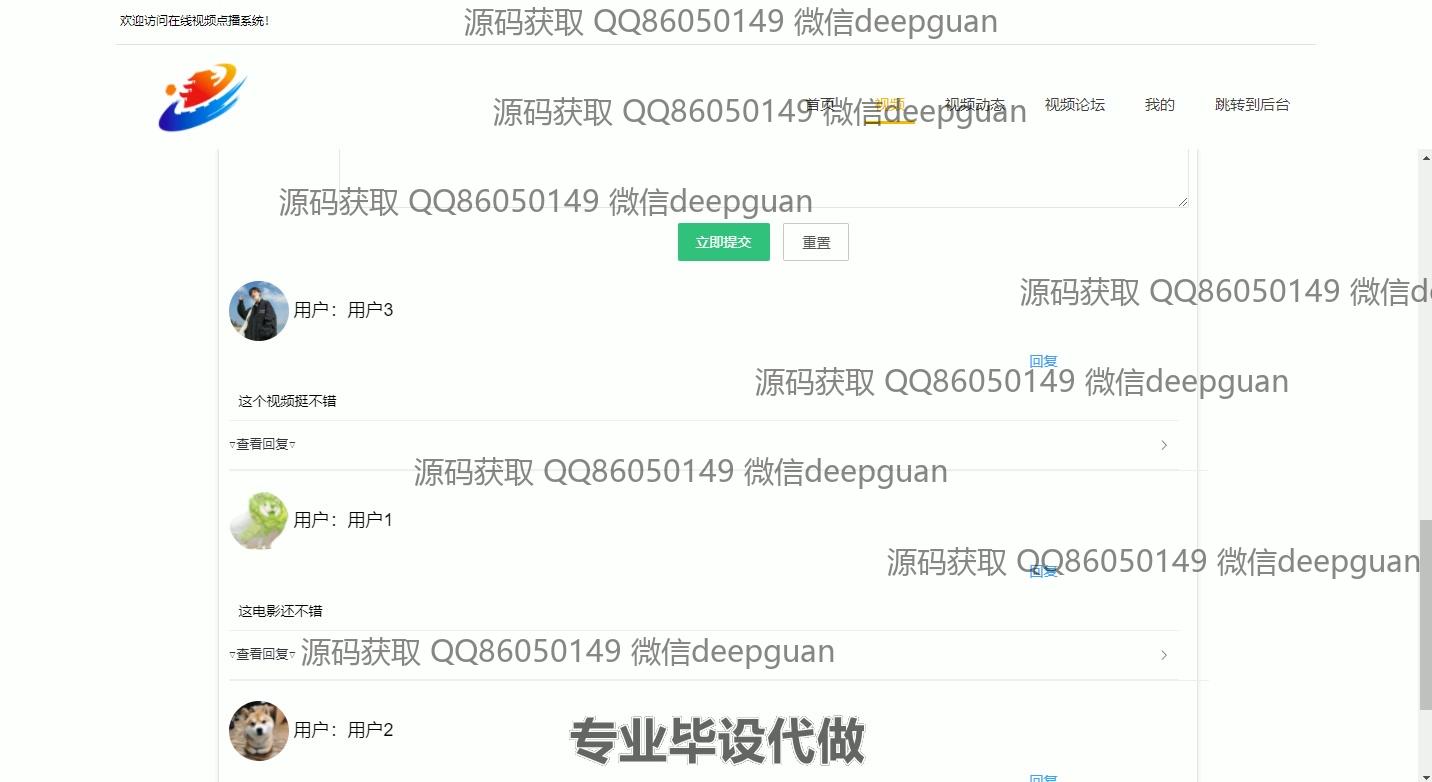 欢迎访问在线视频点播系统！
源码获取 QQ86050149 微信deepguan
首页 视频 视频动态 视频论坛 我的 跳转到后台
源码获取 QQ86050149 微信deepguan
源码获取 QQ86050149 微信deepguan
立即提交 重置
源码获取 QQ86050149 微信de
用户：用户3
回复
源码获取 QQ86050149 微信deepguan
这个视频挺不错
▿查看回复▿
源码获取 QQ86050149 微信deepguan
用户：用户1
源码获取 QQ86050149 微信deepguan
回复
这电影还不错
▿查看回复▿
源码获取 QQ86050149 微信deepguan
用户：用户2
专业毕设代做
回复